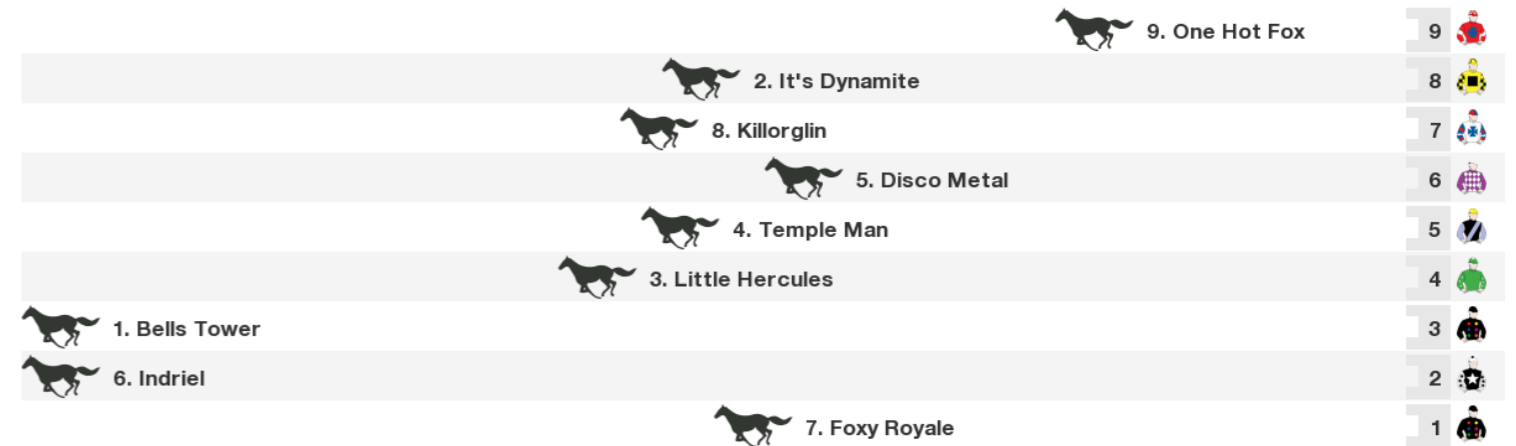 9. One Hot Fox 9
2. It's Dynamite 8
8. Killorglin 7
5. Disco Metal 6
4. Temple Man 5
3. Little Hercules 4
1. Bells Tower 3
6. Indriel 2
7. Foxy Royale 1